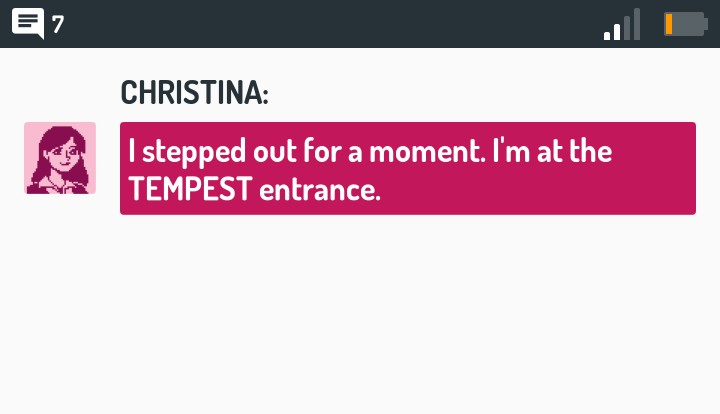 7
CHRISTINA:
I stepped out for a moment. I'm at the
TEMPEST entrance.